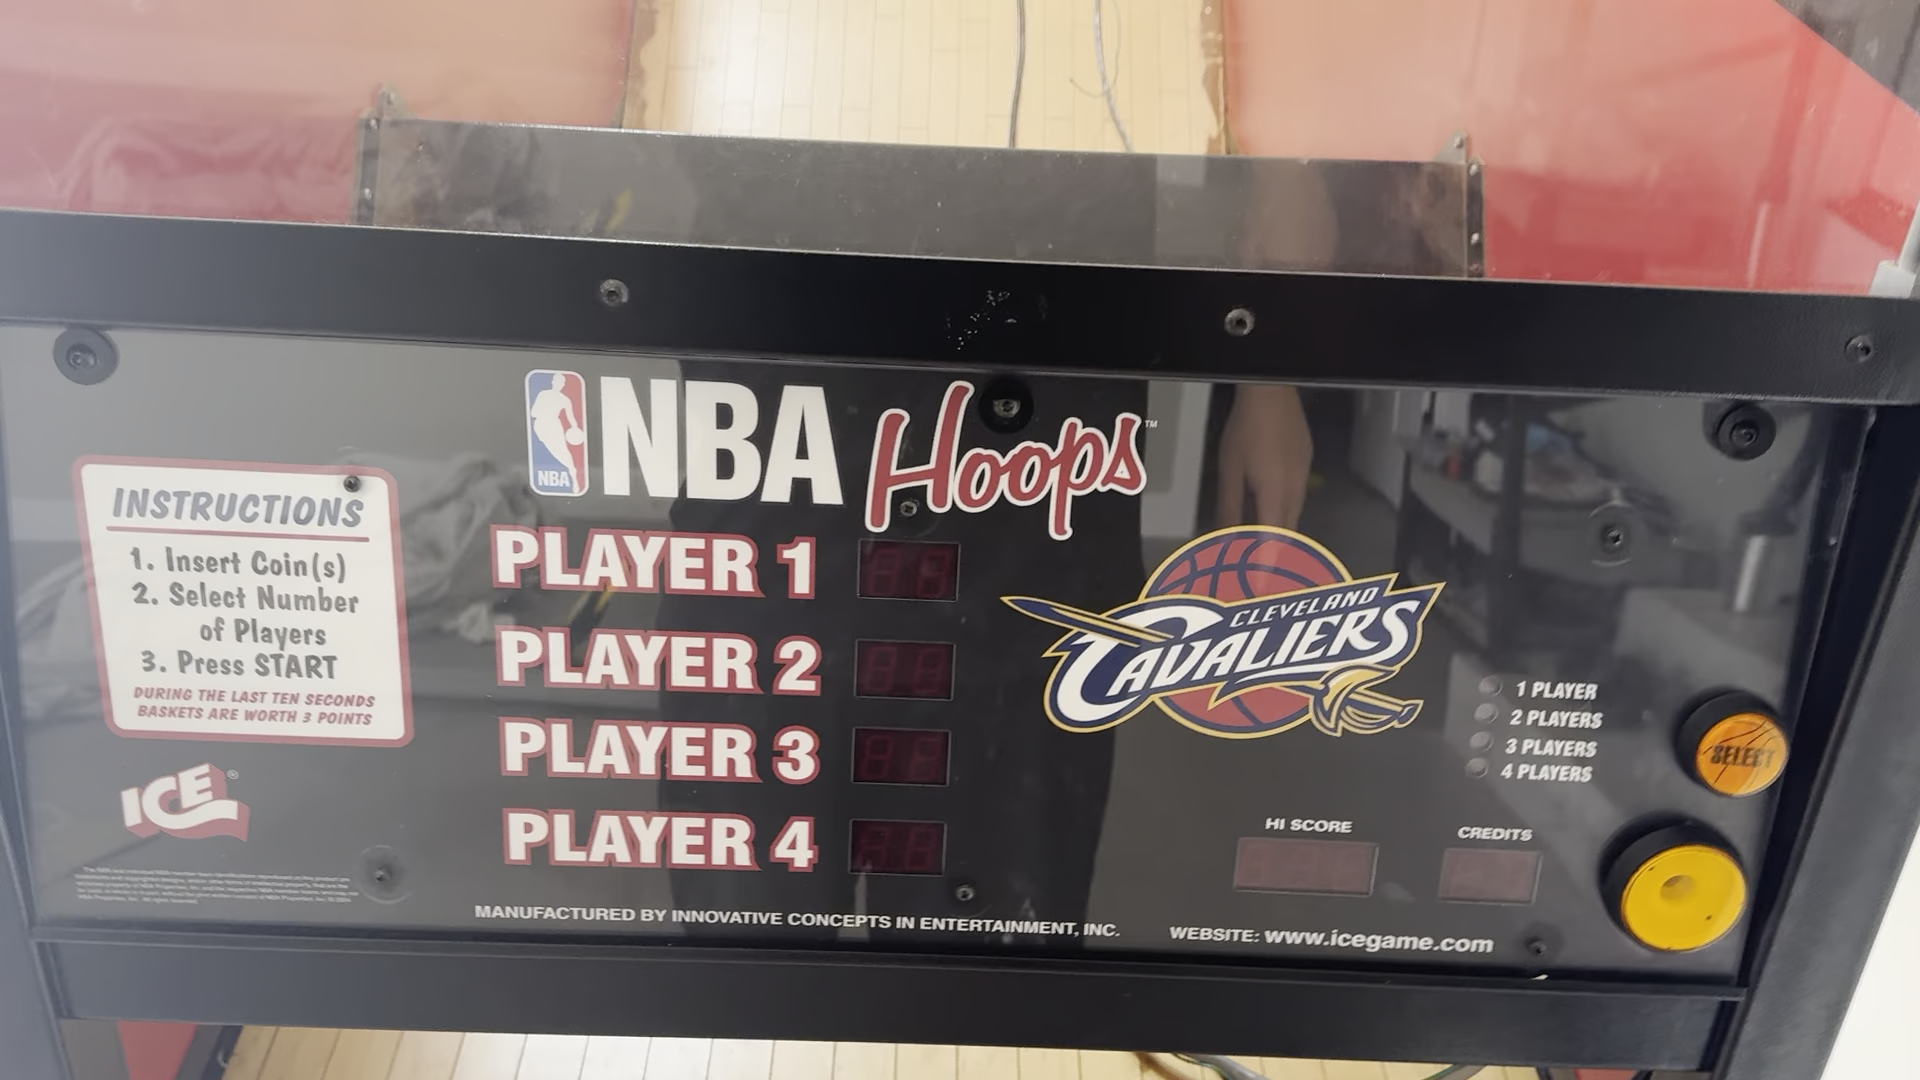 NBA
NBA Hoops™
INSTRUCTIONS
1. Insert Coin(s)
2. Select Number
of Players
3. Press START
DURING THE LAST TEN SECONDS
BASKETS ARE WORTH 3 POINTS
ICE®
PLAYER 1
PLAYER 2
PLAYER 3
PLAYER 4
CLEVELAND
CAVALIERS
1 PLAYER
2 PLAYERS
3 PLAYERS
4 PLAYERS
SELECT
HI SCORE
CREDITS
MANUFACTURED BY INNOVATIVE CONCEPTS IN ENTERTAINMENT, INC.
WEBSITE: www.icegame.com